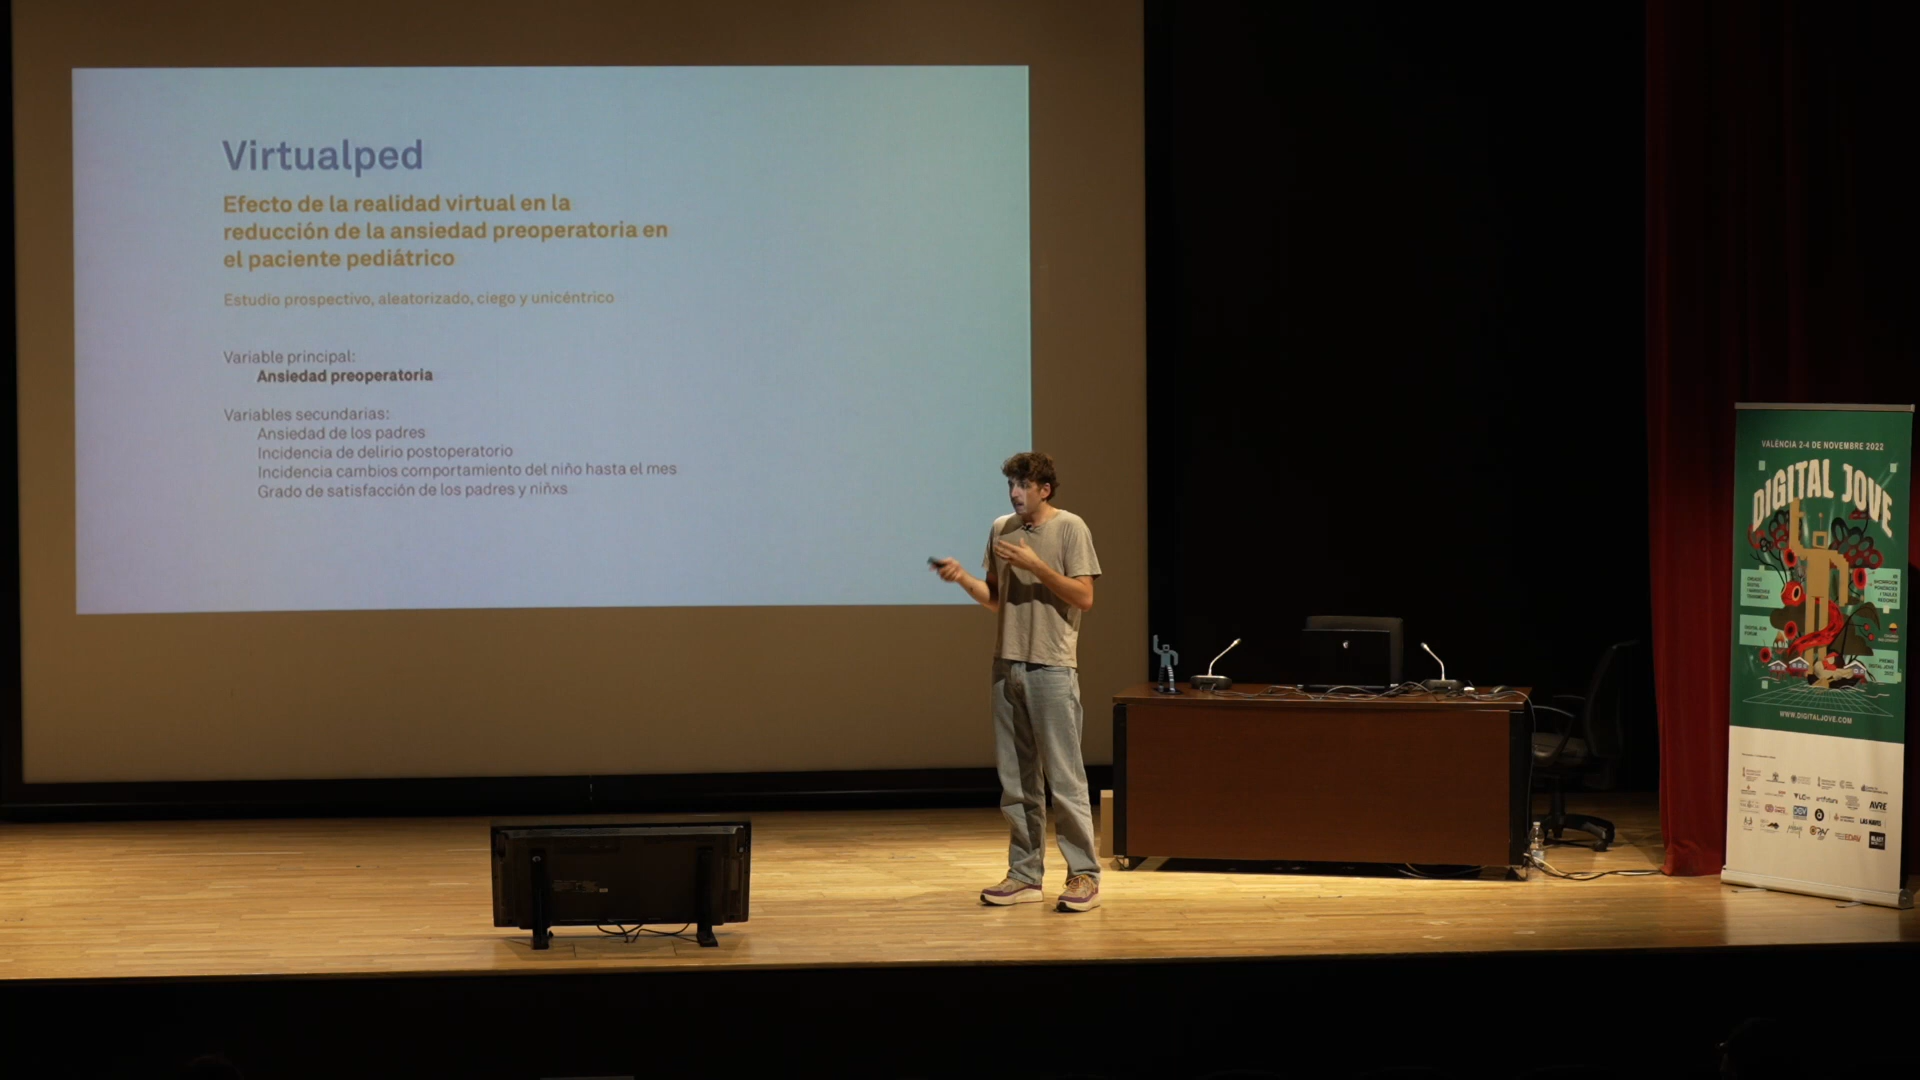 Virtualped
Efecto de la realidad virtual en la
reducción de la ansiedad preoperatoria en
el paciente pediátrico
Estudio prospectivo, aleatorizado, ciego y unicéntrico
Variable principal:
Ansiedad preoperatoria
Variables secundarias:
Ansiedad de los padres
Incidencia de delirio postoperatorio
Incidencia cambios comportamiento del niño hasta el mes
Grado de satisfacción de los padres y niñxs
VALÈNCIA 2-4 DE NOVEMBRE 2022
DIGITAL JOVE
WWW.DIGITALJOVE.COM